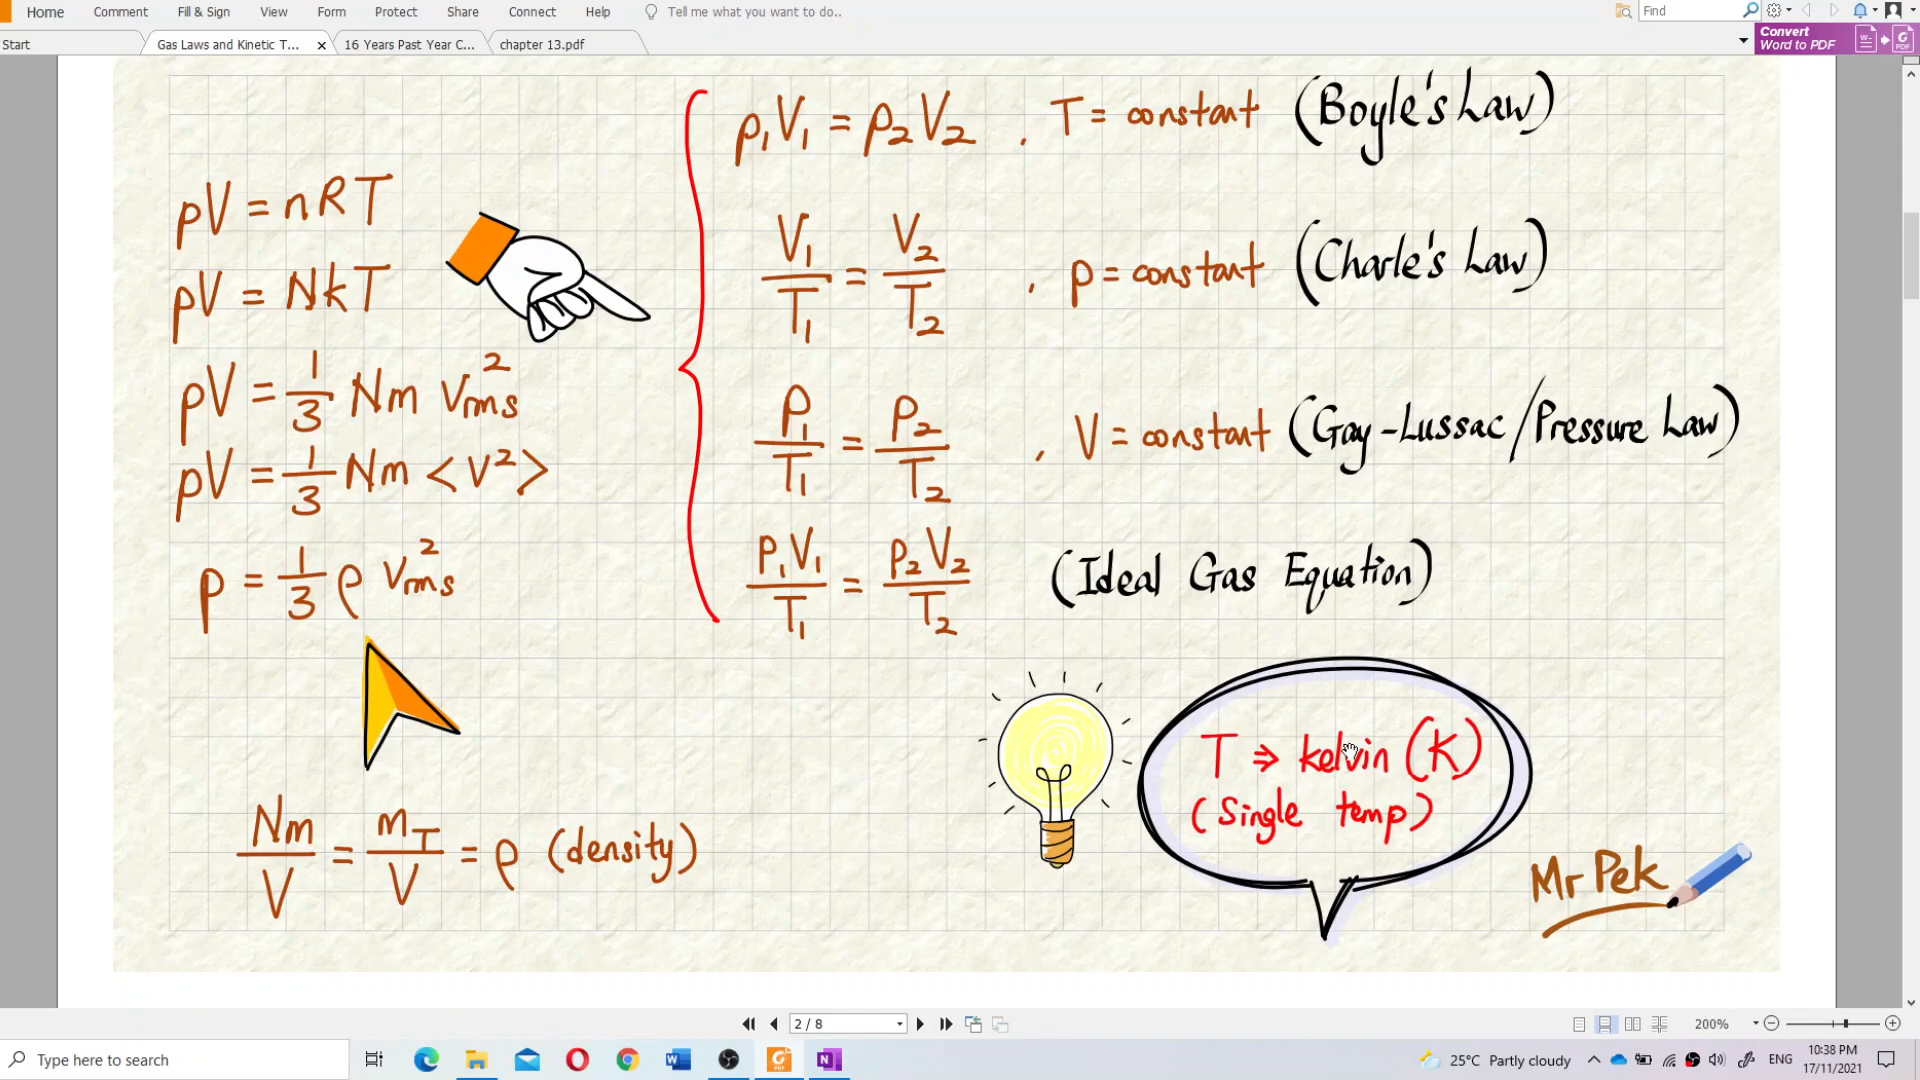 Home Comment Fill & Sign View Form Protect Share Connect Help Tell me what you want to do.. Find
Start Gas Laws and Kinetic T... × 16 Years Past Year C... chapter 13.pdf
Convert
Word to PDF
pV = nRT
pV = NkT
pV = 1/3 Nm Vrms²
pV = 1/3 Nm <V²>
p = 1/3 ρ Vrms²
Nm/V = mT/V = ρ (density)
p₁V₁ = p₂V₂ , T = constant (Boyle's Law)
V₁/T₁ = V₂/T₂ , p = constant (Charle's Law)
P₁/T₁ = P₂/T₂ , V = constant (Gay-Lussac/Pressure Law)
p₁V₁/T₁ = p₂V₂/T₂ (Ideal Gas Equation)
T ⇒ kelvin (K)
(Single temp)
Mr Pek
2 / 8 200%
Type here to search 25°C Partly cloudy ENG 10:38 PM
17/11/2021